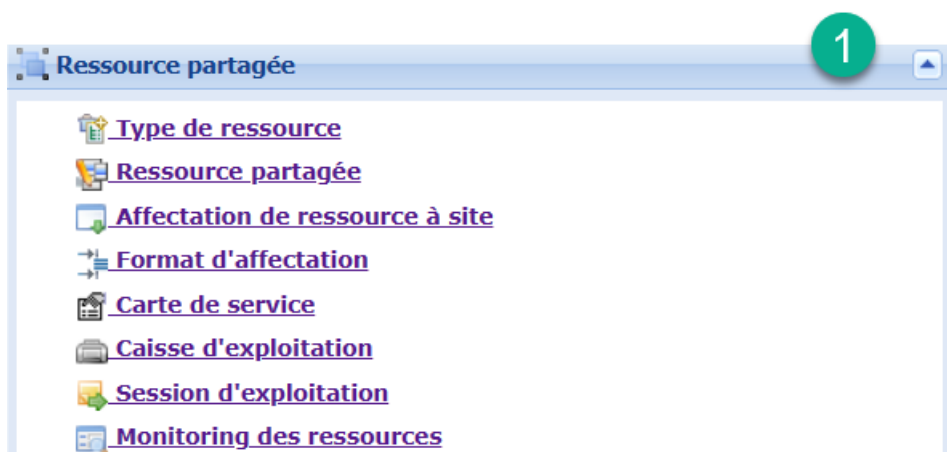 1
Ressource partagée
Type de ressource
Ressource partagée
Affectation de ressource à site
Format d'affectation
Carte de service
Caisse d'exploitation
Session d'exploitation
Monitoring des ressources